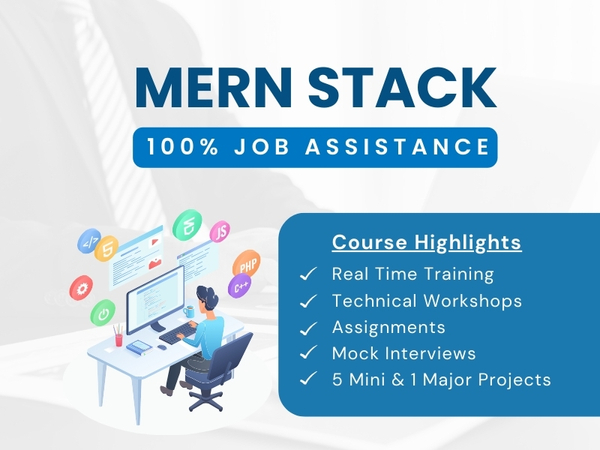 MERN STACK
100% JOB ASSISTANCE
</>
5
JS
PHP
C++
Course Highlights
Real Time Training
Technical Workshops
Assignments
Mock Interviews
5 Mini & 1 Major Projects